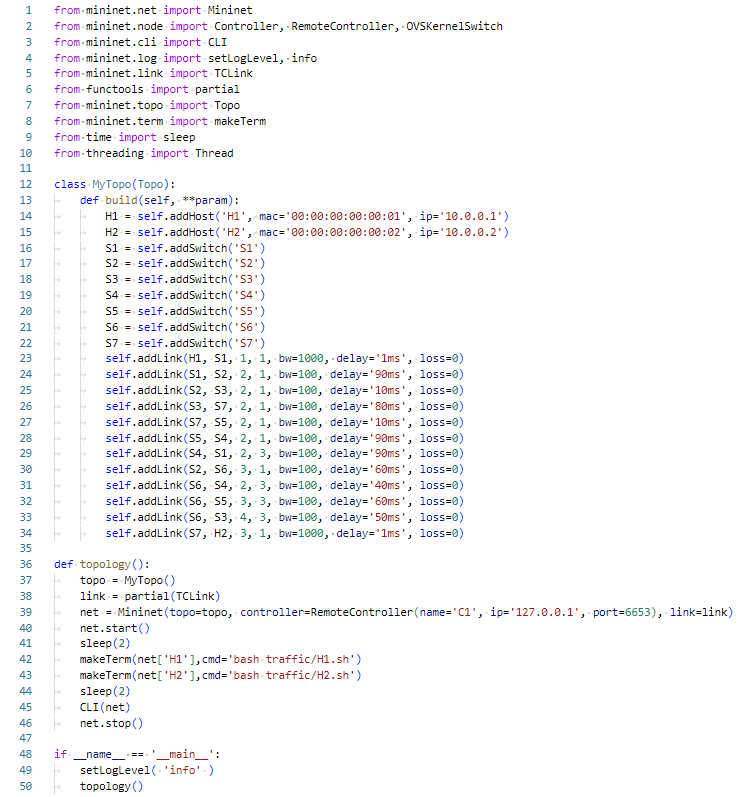 1 from mininet.net import Mininet
2 from mininet.node import Controller, RemoteController, OVSKernelSwitch
3 from mininet.cli import CLI
4 from mininet.log import setLogLevel, info
5 from mininet.link import TCLink
6 from functools import partial
7 from mininet.topo import Topo
8 from mininet.term import makeTerm
9 from time import sleep
10 from threading import Thread
11
12 class MyTopo(Topo):
13     def build(self, **param):
14         H1 = self.addHost('H1', mac='00:00:00:00:00:01', ip='10.0.0.1')
15         H2 = self.addHost('H2', mac='00:00:00:00:00:02', ip='10.0.0.2')
16         S1 = self.addSwitch('S1')
17         S2 = self.addSwitch('S2')
18         S3 = self.addSwitch('S3')
19         S4 = self.addSwitch('S4')
20         S5 = self.addSwitch('S5')
21         S6 = self.addSwitch('S6')
22         S7 = self.addSwitch('S7')
23         self.addLink(H1, S1, 1, 1, bw=1000, delay='1ms', loss=0)
24         self.addLink(S1, S2, 2, 1, bw=100, delay='90ms', loss=0)
25         self.addLink(S2, S3, 2, 1, bw=100, delay='10ms', loss=0)
26         self.addLink(S3, S7, 2, 1, bw=100, delay='80ms', loss=0)
27         self.addLink(S7, S5, 2, 1, bw=100, delay='10ms', loss=0)
28         self.addLink(S5, S4, 2, 1, bw=100, delay='90ms', loss=0)
29         self.addLink(S4, S1, 2, 3, bw=100, delay='90ms', loss=0)
30         self.addLink(S2, S6, 3, 1, bw=100, delay='60ms', loss=0)
31         self.addLink(S6, S4, 2, 3, bw=100, delay='40ms', loss=0)
32         self.addLink(S6, S5, 3, 3, bw=100, delay='60ms', loss=0)
33         self.addLink(S6, S3, 4, 3, bw=100, delay='50ms', loss=0)
34         self.addLink(S7, H2, 3, 1, bw=1000, delay='1ms', loss=0)
35
36 def topology():
37     topo = MyTopo()
38     link = partial(TCLink)
39     net = Mininet(topo=topo, controller=RemoteController(name='C1', ip='127.0.0.1', port=6653), link=link)
40     net.start()
41     sleep(2)
42     makeTerm(net['H1'],cmd='bash traffic/H1.sh')
43     makeTerm(net['H2'],cmd='bash traffic/H2.sh')
44     sleep(2)
45     CLI(net)
46     net.stop()
47
48 if __name__ == '__main__':
49     setLogLevel( 'info' )
50     topology()